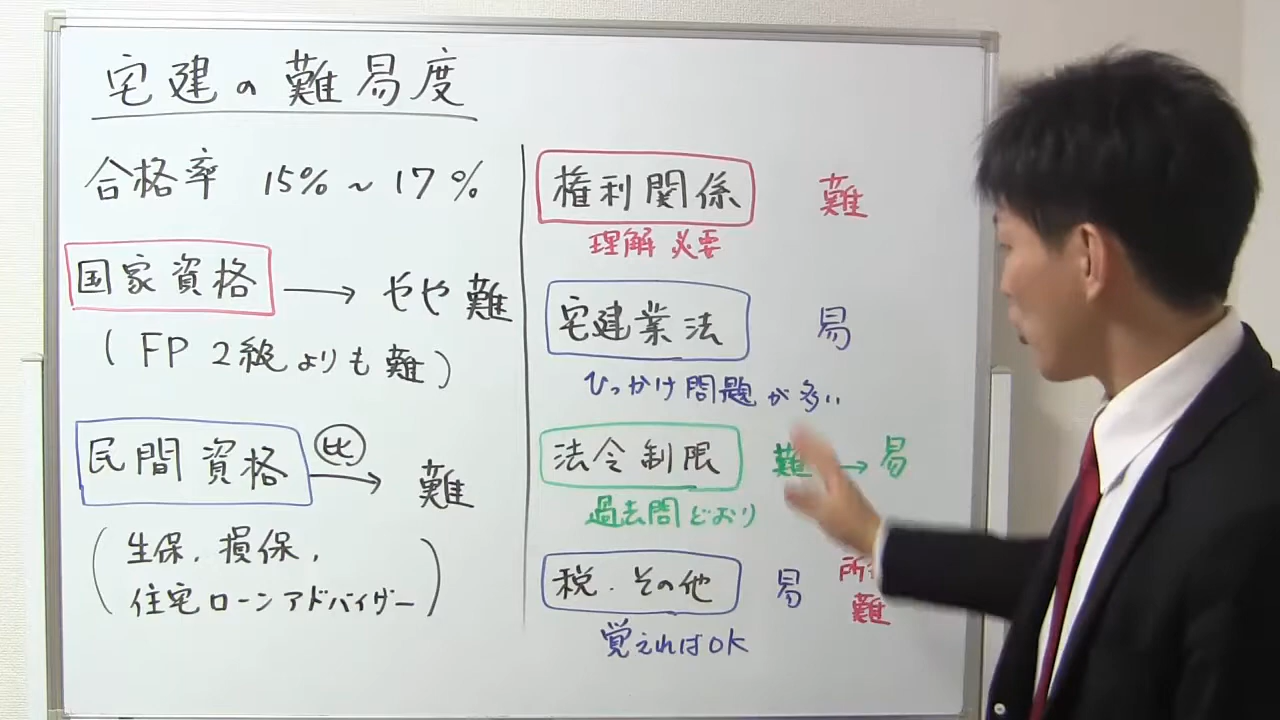 宅建の難易度
合格率 15%～17%
国家資格 → やや難
(FP 2級よりも難)
民間資格 比 → 難
(生保、損保、
住宅ローンアドバイザー)
権利関係 難
理解必要
宅建業法 易
ひっかけ問題が多い
法令制限 難→易
過去問どおり
税・その他 易 所
難
覚えればOK